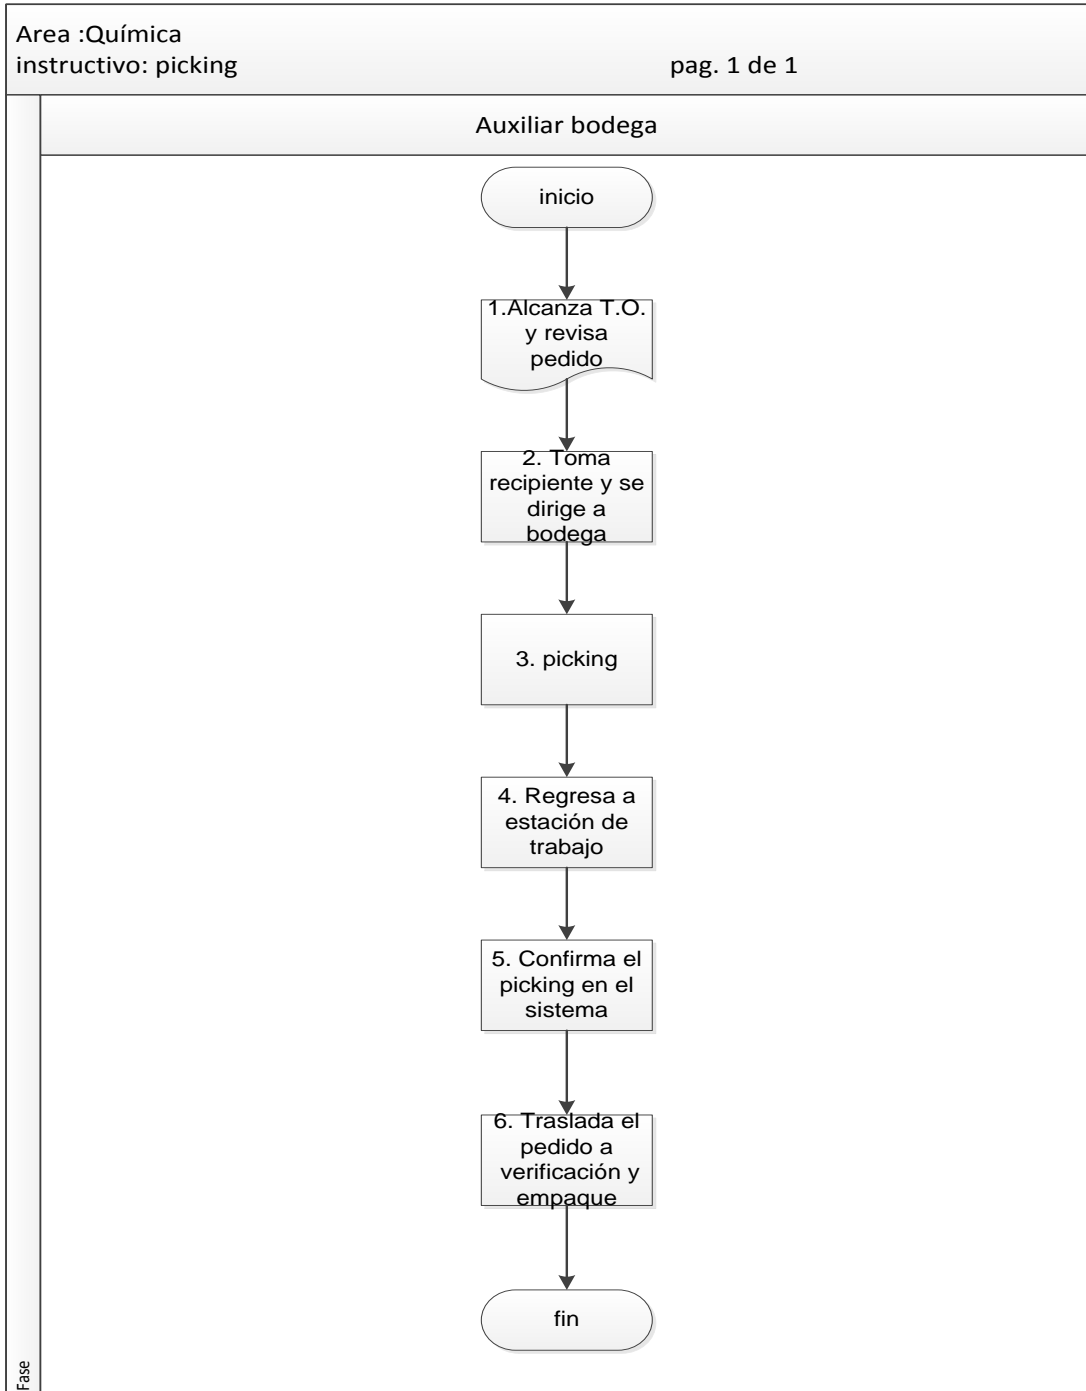 Area :Química
instructivo: picking pag. 1 de 1
Auxiliar bodega
inicio
1.Alcanza T.O.
y revisa
pedido
2. Toma
recipiente y se
dirige a
bodega
3. picking
4. Regresa a
estación de
trabajo
5. Confirma el
picking en el
sistema
6. Traslada el
pedido a
verificación y
empaque
fin
Fase